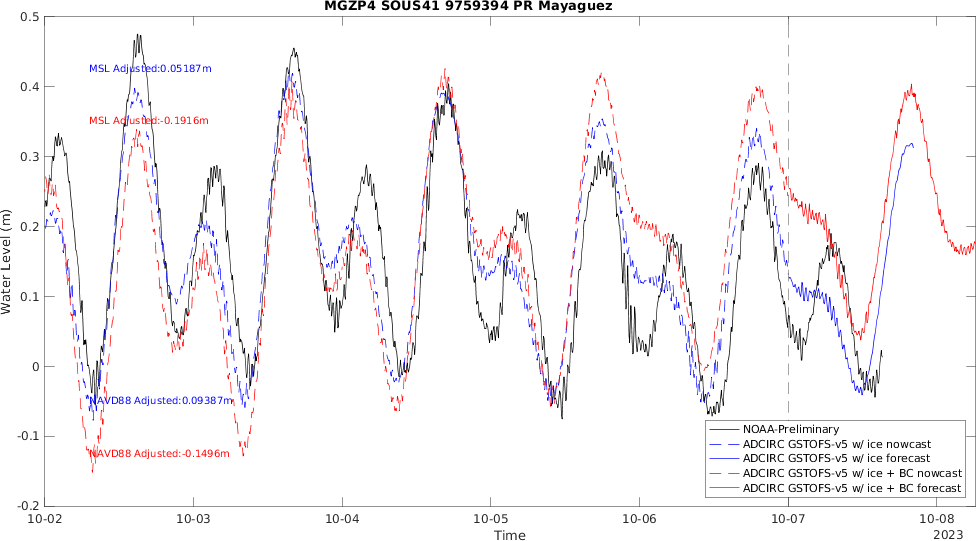 MGZP4 SOUS41 9759394 PR Mayaguez
0.5
0.4
0.3
0.2
0.1
0
-0.1
-0.2
Water Level (m)
MSL Adjusted:0.05187m
MSL Adjusted:-0.1916m
NAVD88 Adjusted:0.09387m
NAVD88 Adjusted:-0.1496m
NOAA-Preliminary
ADCIRC GSTOFS-v5 w/ ice nowcast
ADCIRC GSTOFS-v5 w/ ice forecast
ADCIRC GSTOFS-v5 w/ ice + BC nowcast
ADCIRC GSTOFS-v5 w/ ice + BC forecast
10-02 10-03 10-04 10-05 10-06 10-07 10-08
Time
2023